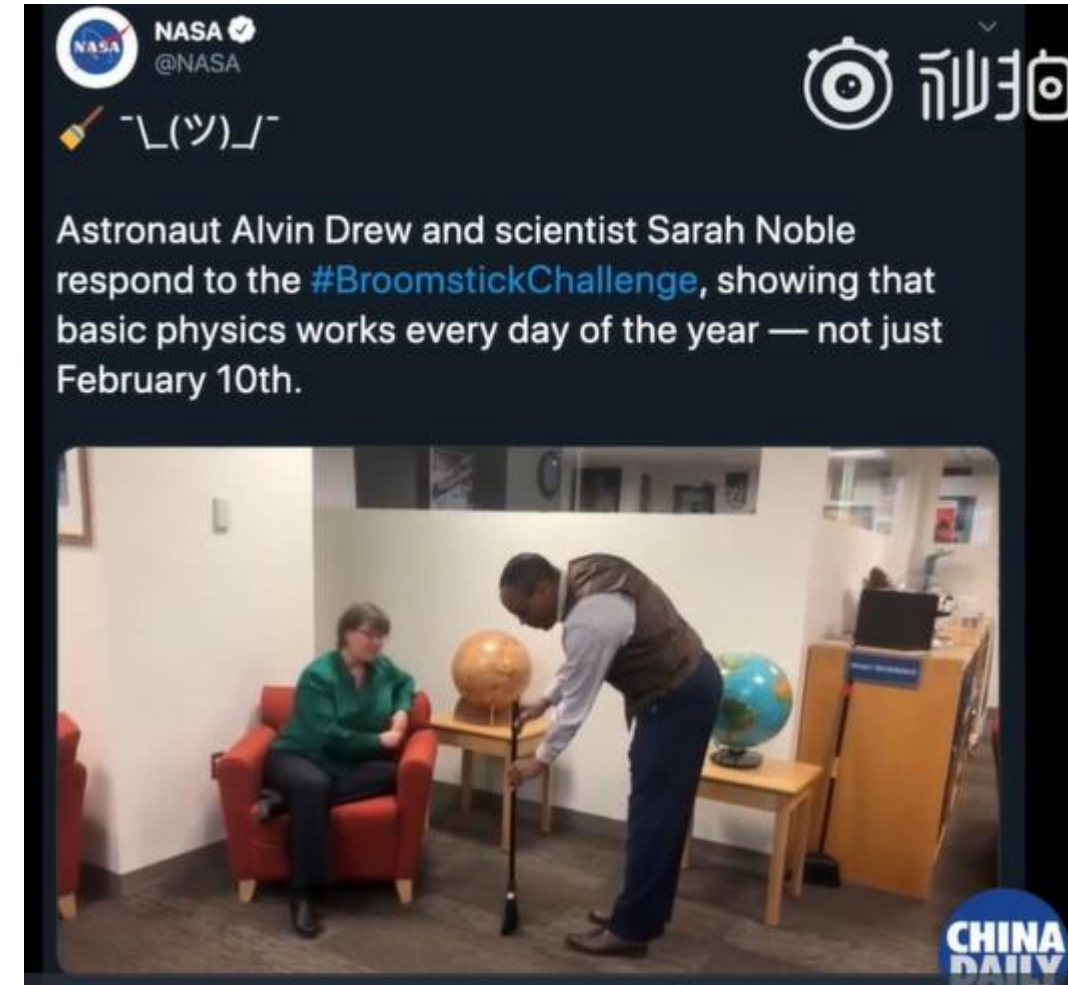 NASA
@NASA
NASA
🧹 ¯\_(ツ)_/¯
秒拍
Astronaut Alvin Drew and scientist Sarah Noble
respond to the #BroomstickChallenge, showing that
basic physics works every day of the year — not just
February 10th.
CHINA
DAILY